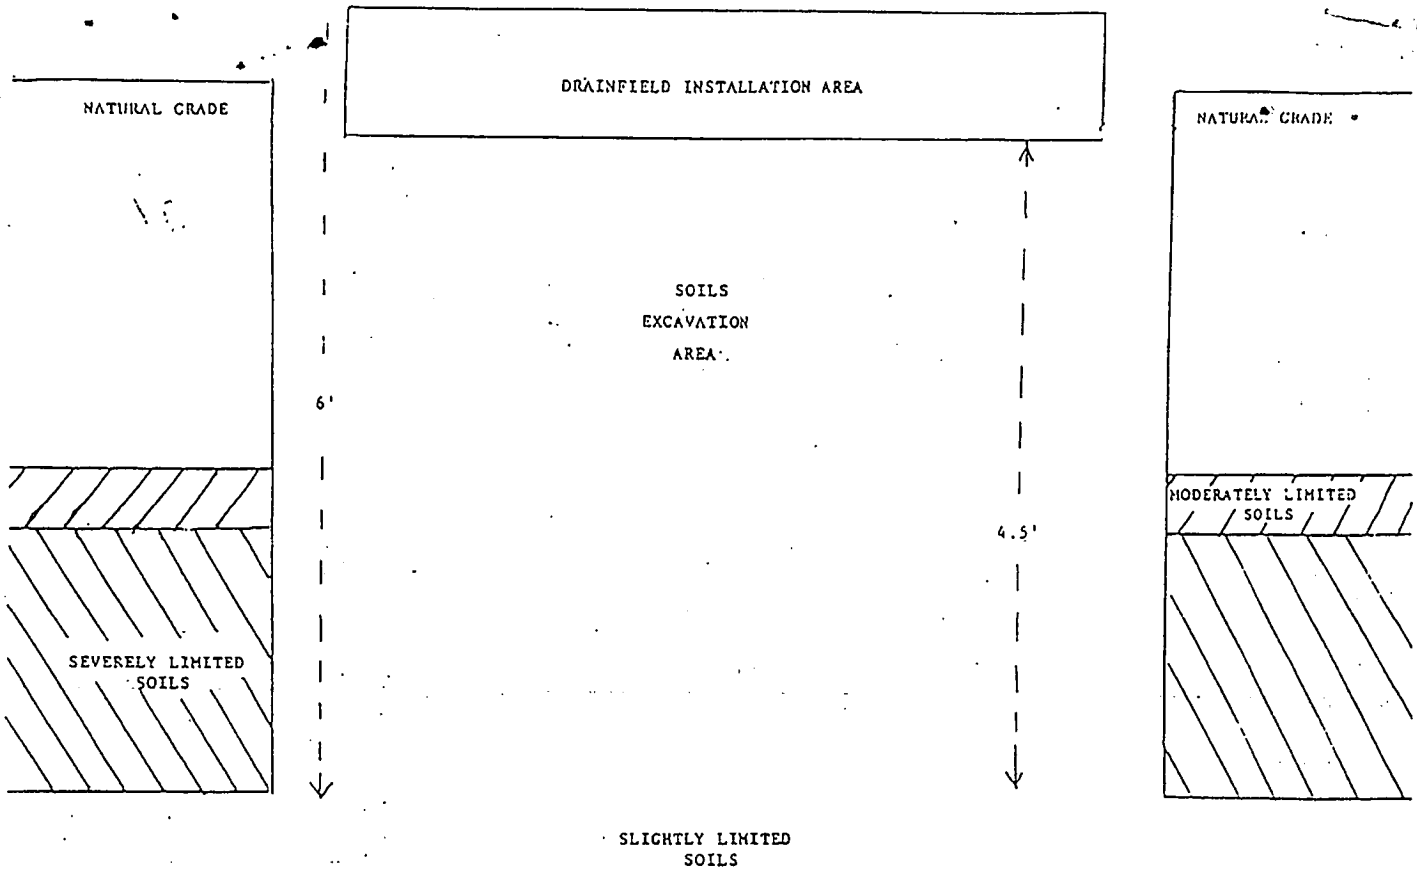 DRAINFIELD INSTALLATION AREA
NATURAL GRADE
NATURAL GRADE
SOILS
EXCAVATION
AREA
6'
4.5'
MODERATELY LIMITED
SOILS
SEVERELY LIMITED
SOILS
SLIGHTLY LIMITED
SOILS